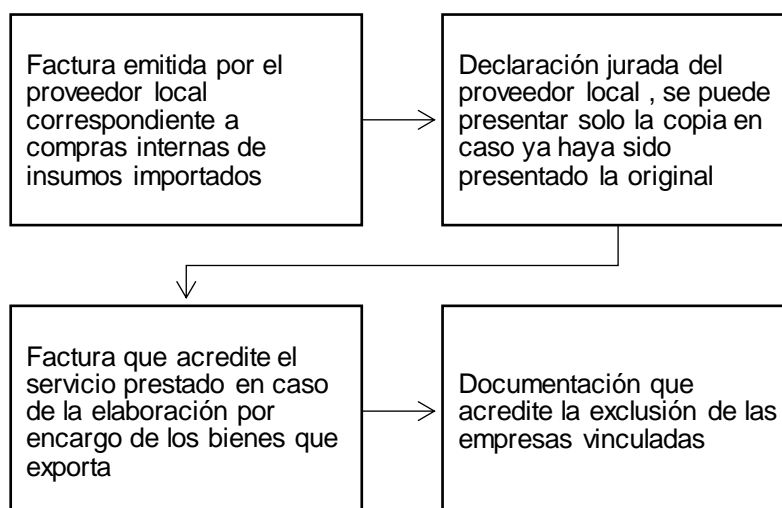 Factura emitida por el
proveedor local
correspondiente a
compras internas de
insumos importados
Declaración jurada del
proveedor local , se puede
presentar solo la copia en
caso ya haya sido
presentado la original
Factura que acredite el
servicio prestado en caso
de la elaboración por
encargo de los bienes que
exporta
Documentación que
acredite la exclusión de las
empresas vinculadas